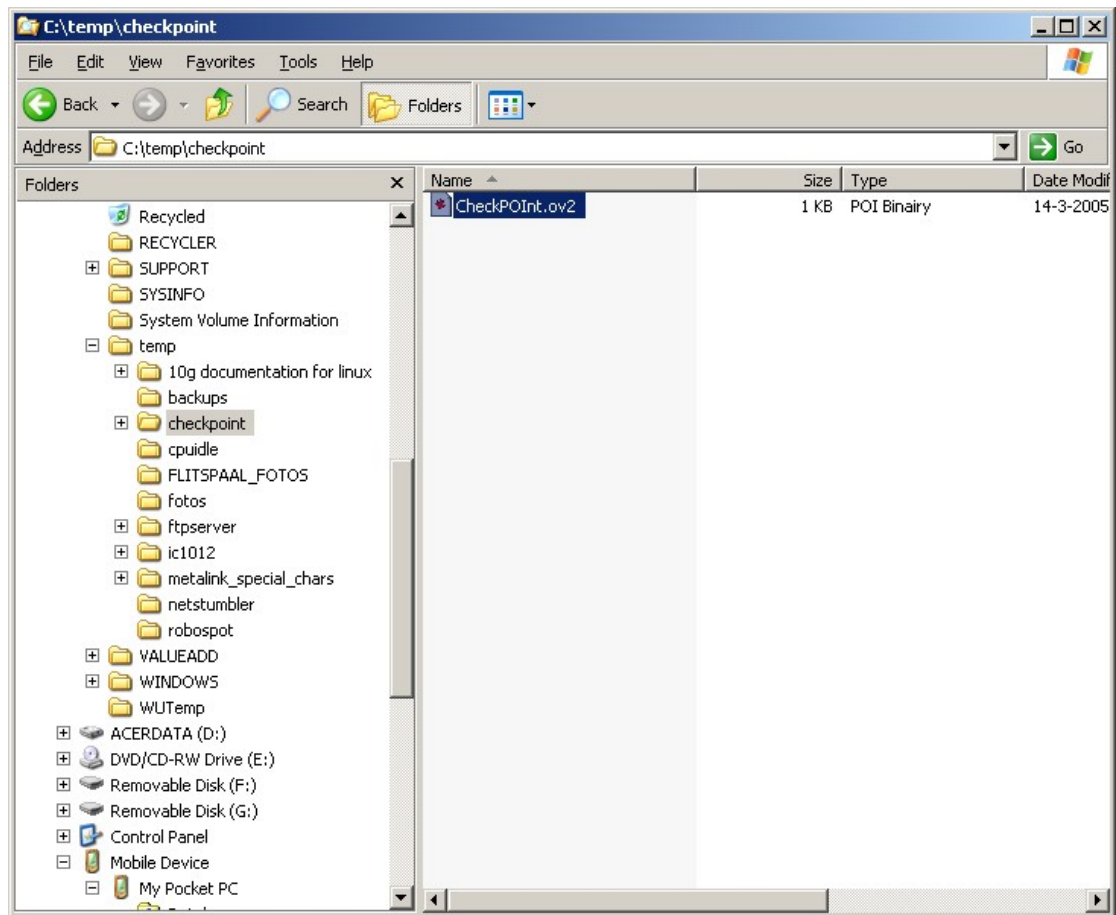 C:\temp\checkpoint
File Edit View Favorites Tools Help
Back Search Folders
Address C:\temp\checkpoint Go
Folders
Name Size Type Date Modif
CheckPOInt.ov2 1 KB POI Binairy 14-3-2005
Recycled
RECYCLER
SUPPORT
SYSINFO
System Volume Information
temp
10g documentation for linux
backups
checkpoint
cpuidle
FLITSPAAL_FOTOS
fotos
ftpserver
ic1012
metalink_special_chars
netstumbler
robospot
VALUEADD
WINDOWS
WUTemp
ACERDATA (D:)
DVD/CD-RW Drive (E:)
Removable Disk (F:)
Removable Disk (G:)
Control Panel
Mobile Device
My Pocket PC